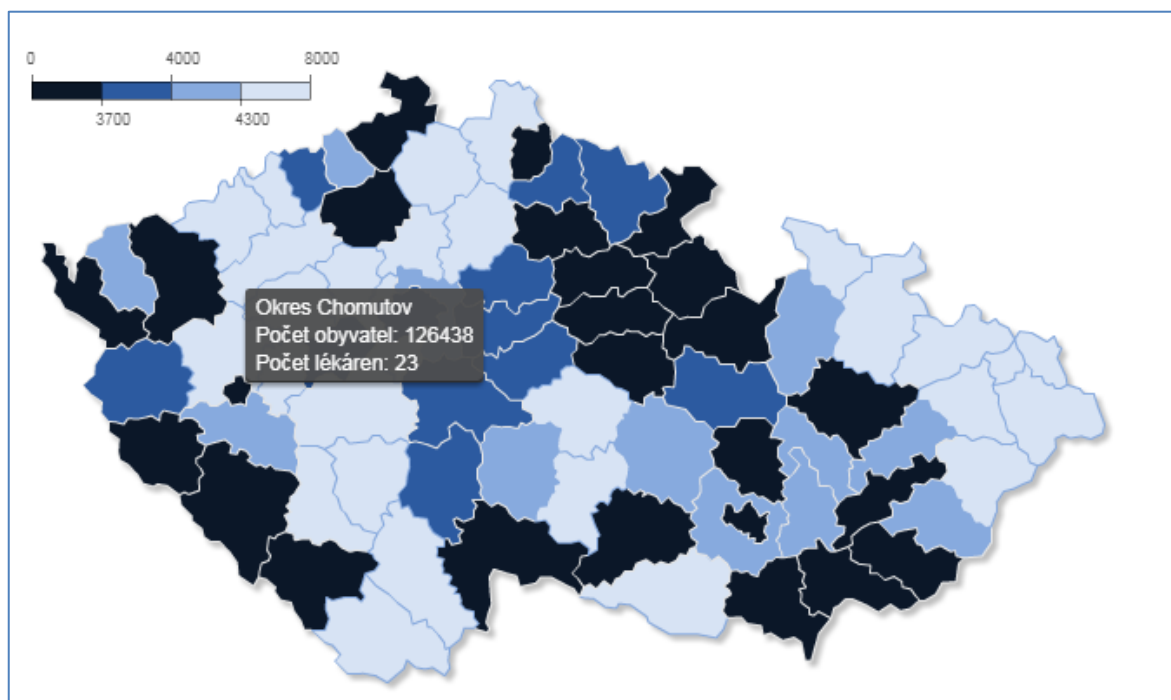 0 4000 8000
3700 4300
Okres Chomutov
Počet obyvatel: 126438
Počet lékáren: 23